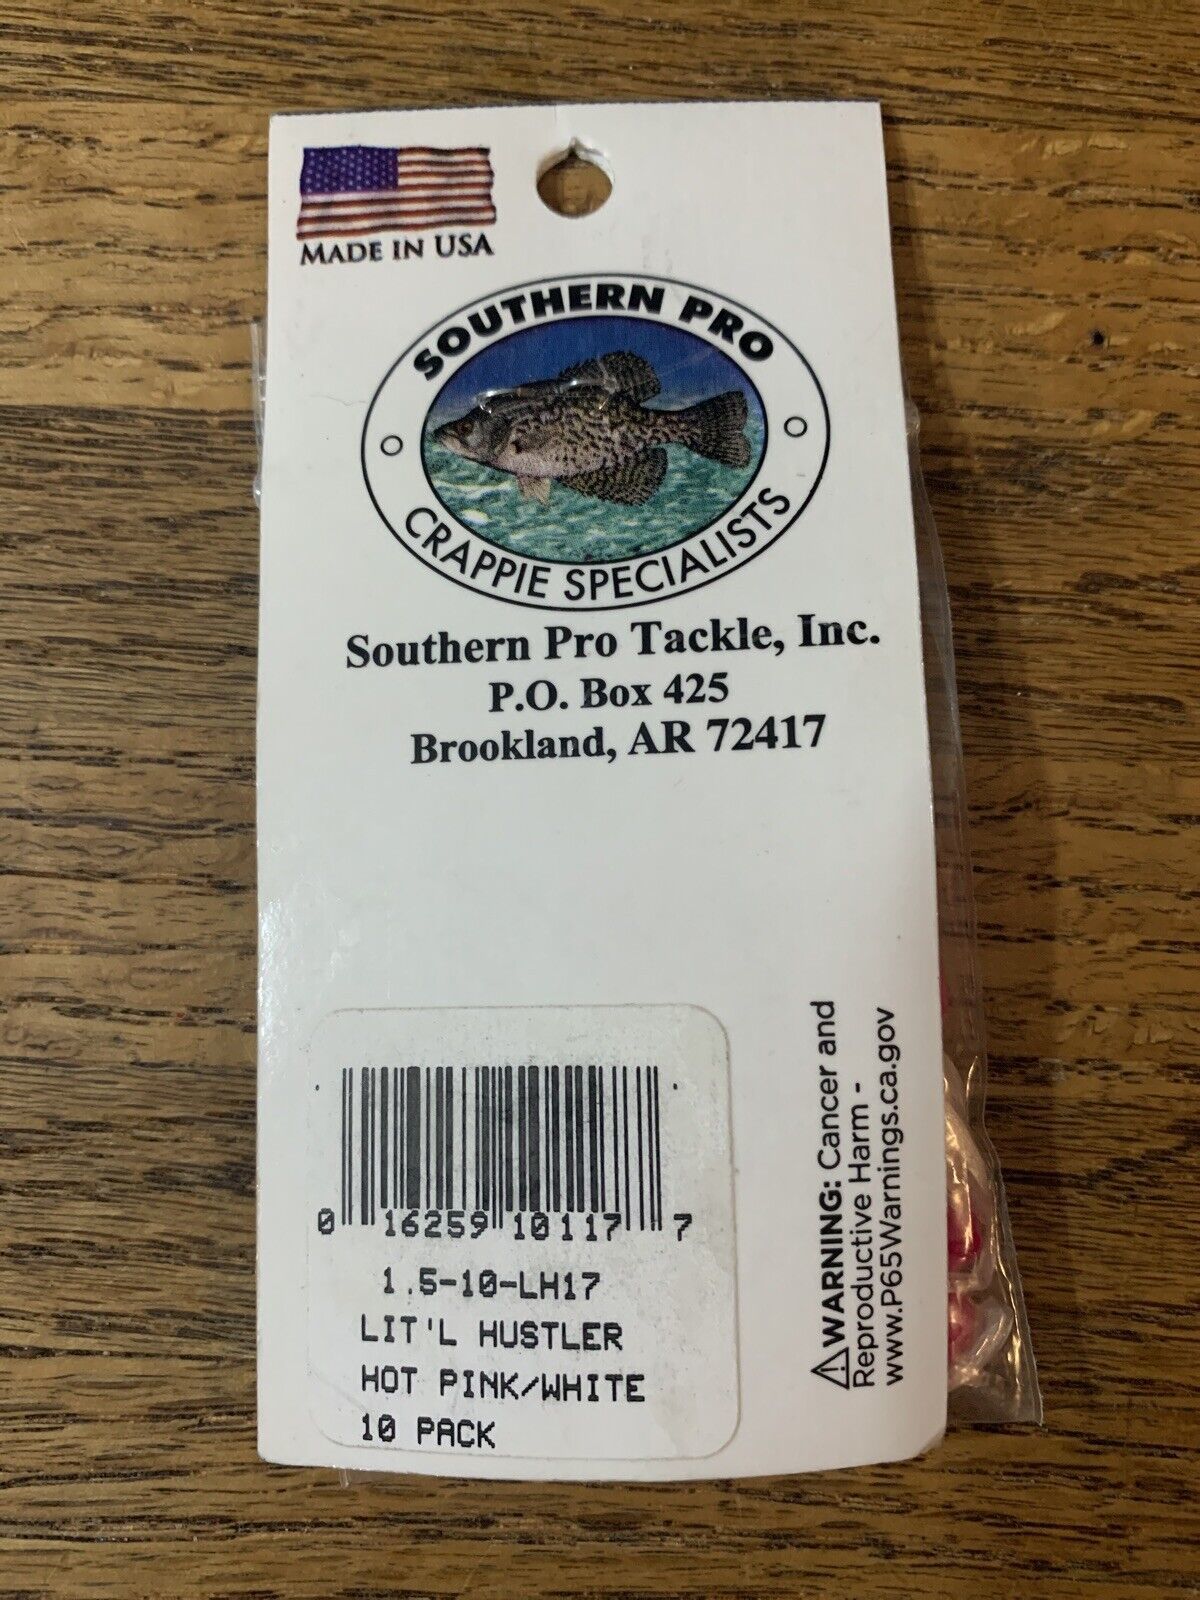 MADE IN USA
SOUTHERN PRO
CRAPPIE SPECIALISTS
Southern Pro Tackle, Inc.
P.O. Box 425
Brookland, AR 72417
0 16259 10117 7
1.5-10-LH17
LIT'L HUSTLER
HOT PINK/WHITE
10 PACK
⚠WARNING: Cancer and
Reproductive Harm -
www.P65Warnings.ca.gov